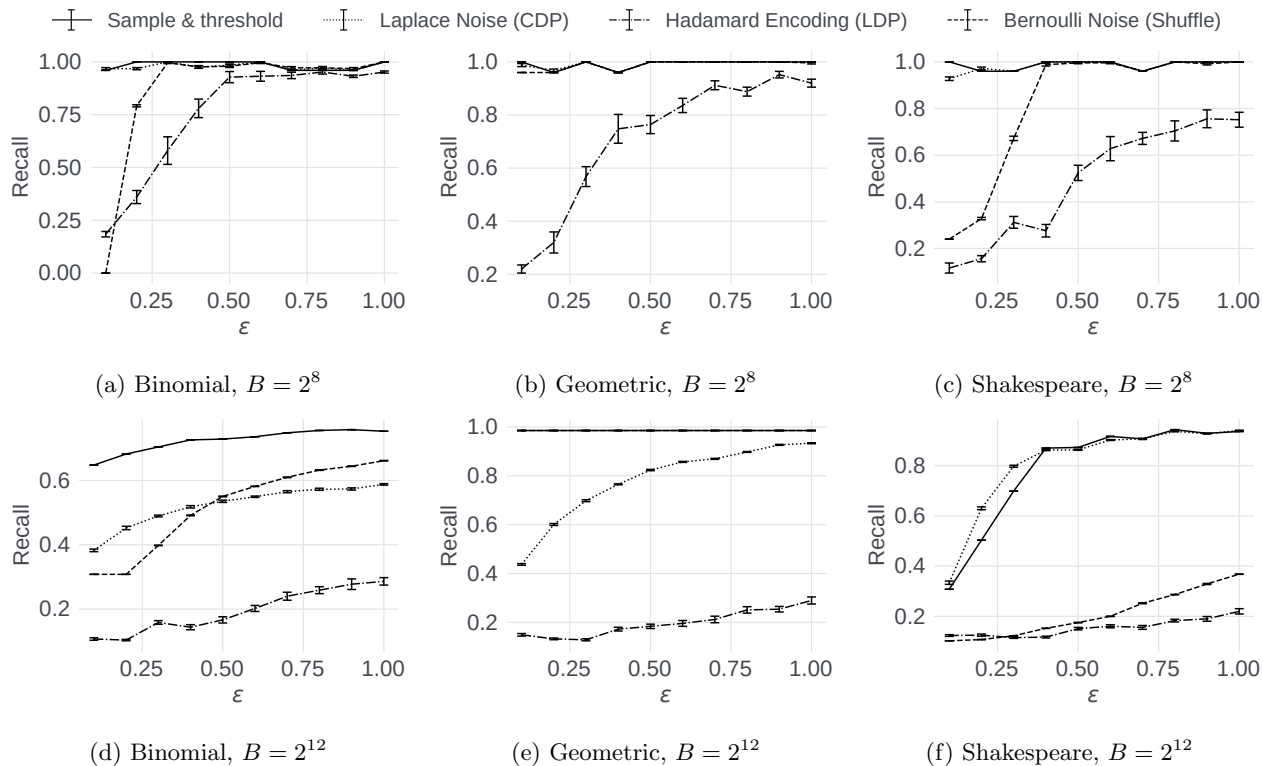 Sample & threshold Laplace Noise (CDP) Hadamard Encoding (LDP) Bernoulli Noise (Shuffle)
1.00
0.75
0.50
0.25
0.00
Recall
0.25 0.50 0.75 1.00
ε
(a) Binomial, B = 2^8
1.0
0.8
0.6
0.4
0.2
Recall
0.25 0.50 0.75 1.00
ε
(b) Geometric, B = 2^8
1.0
0.8
0.6
0.4
0.2
Recall
0.25 0.50 0.75 1.00
ε
(c) Shakespeare, B = 2^8
0.6
0.4
0.2
Recall
0.25 0.50 0.75 1.00
ε
(d) Binomial, B = 2^12
1.0
0.8
0.6
0.4
0.2
Recall
0.25 0.50 0.75 1.00
ε
(e) Geometric, B = 2^12
0.8
0.6
0.4
0.2
Recall
0.25 0.50 0.75 1.00
ε
(f) Shakespeare, B = 2^12